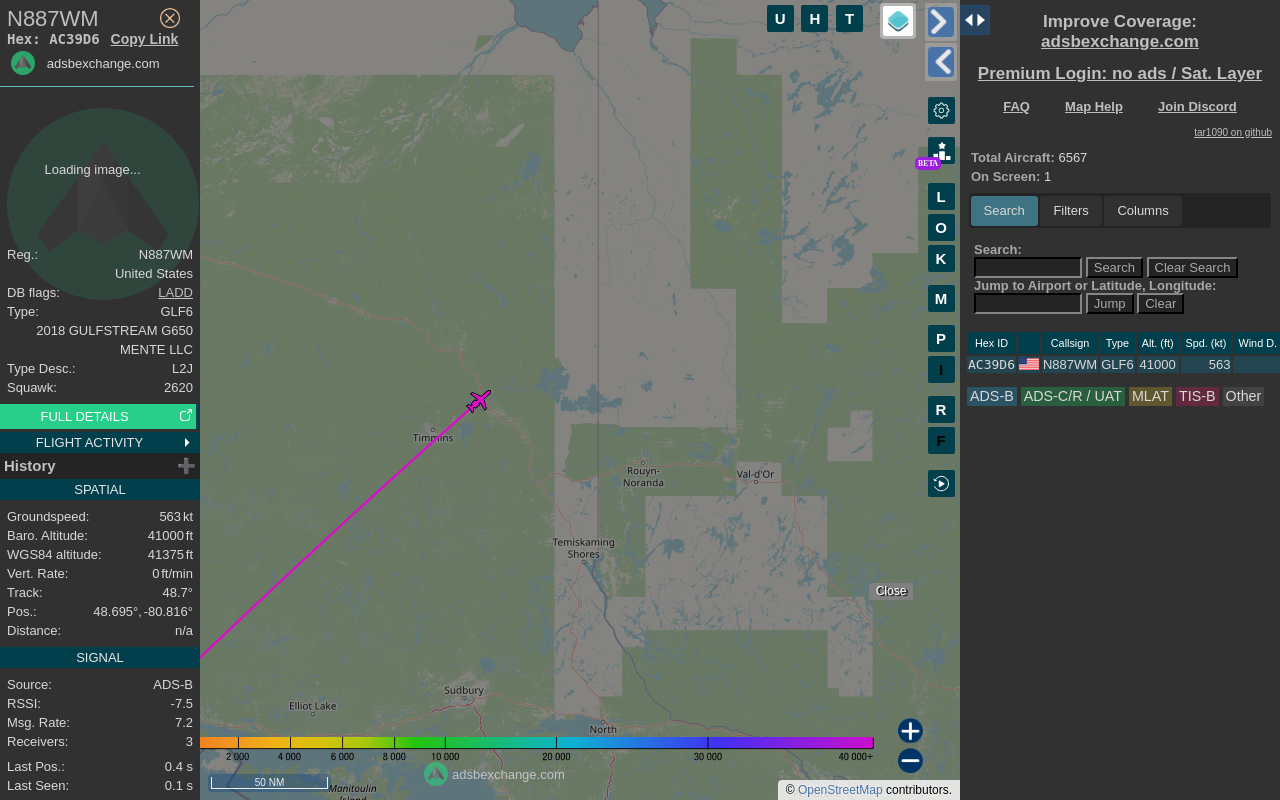 N887WM
Hex: AC39D6 Copy Link
adsbexchange.com
Loading image...
Reg.: N887WM
United States
DB flags: LADD
Type: GLF6
2018 GULFSTREAM G650
MENTE LLC
Type Desc.: L2J
Squawk: 2620
FULL DETAILS
FLIGHT ACTIVITY
History
SPATIAL
Groundspeed: 563 kt
Baro. Altitude: 41000 ft
WGS84 altitude: 41375 ft
Vert. Rate: 0 ft/min
Track: 48.7°
Pos.: 48.695°, -80.816°
Distance: n/a
SIGNAL
Source: ADS-B
RSSI: -7.5
Msg. Rate: 7.2
Receivers: 3
Last Pos.: 0.4 s
Last Seen: 0.1 s
U H T
BETA
L
O
K
M
P
I
R
F
Timmins
Rouyn-
Noranda
Val-d'Or
Temiskaming
Shores
Close
Sudbury
Elliot Lake
North
2 000 4 000 6 000 8 000 10 000 20 000 30 000 40 000+
adsbexchange.com
50 NM
Manitoulin
Island
© OpenStreetMap contributors.
Improve Coverage:
adsbexchange.com
Premium Login: no ads / Sat. Layer
FAQ Map Help Join Discord
tar1090 on github
Total Aircraft: 6567
On Screen: 1
Search Filters Columns
Search:
Search Clear Search
Jump to Airport or Latitude, Longitude:
Jump Clear
Hex ID Callsign Type Alt. (ft) Spd. (kt) Wind D.
AC39D6 N887WM GLF6 41000 563
ADS-B ADS-C/R / UAT MLAT TIS-B Other